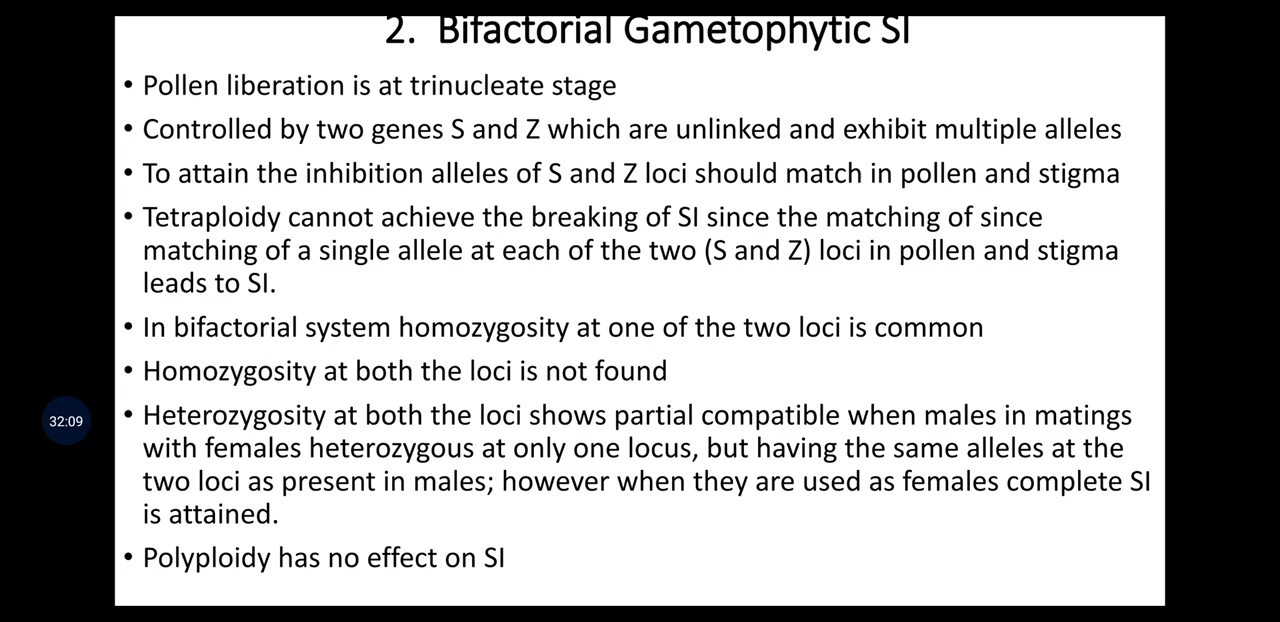 2. Bifactorial Gametophytic SI
• Pollen liberation is at trinucleate stage
• Controlled by two genes S and Z which are unlinked and exhibit multiple alleles
• To attain the inhibition alleles of S and Z loci should match in pollen and stigma
• Tetraploidy cannot achieve the breaking of SI since the matching of since
matching of a single allele at each of the two (S and Z) loci in pollen and stigma
leads to SI.
• In bifactorial system homozygosity at one of the two loci is common
• Homozygosity at both the loci is not found
• Heterozygosity at both the loci shows partial compatible when males in matings
with females heterozygous at only one locus, but having the same alleles at the
two loci as present in males; however when they are used as females complete SI
is attained.
• Polyploidy has no effect on SI
32:09